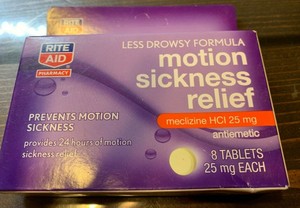 RITE
AID
PHARMACY
LESS DROWSY FORMULA
motion
sickness
relief
meclizine HCl 25 mg
antiemetic
PREVENTS MOTION
SICKNESS
provides 24 hours of motion
sickness relief
8 TABLETS
25 mg EACH